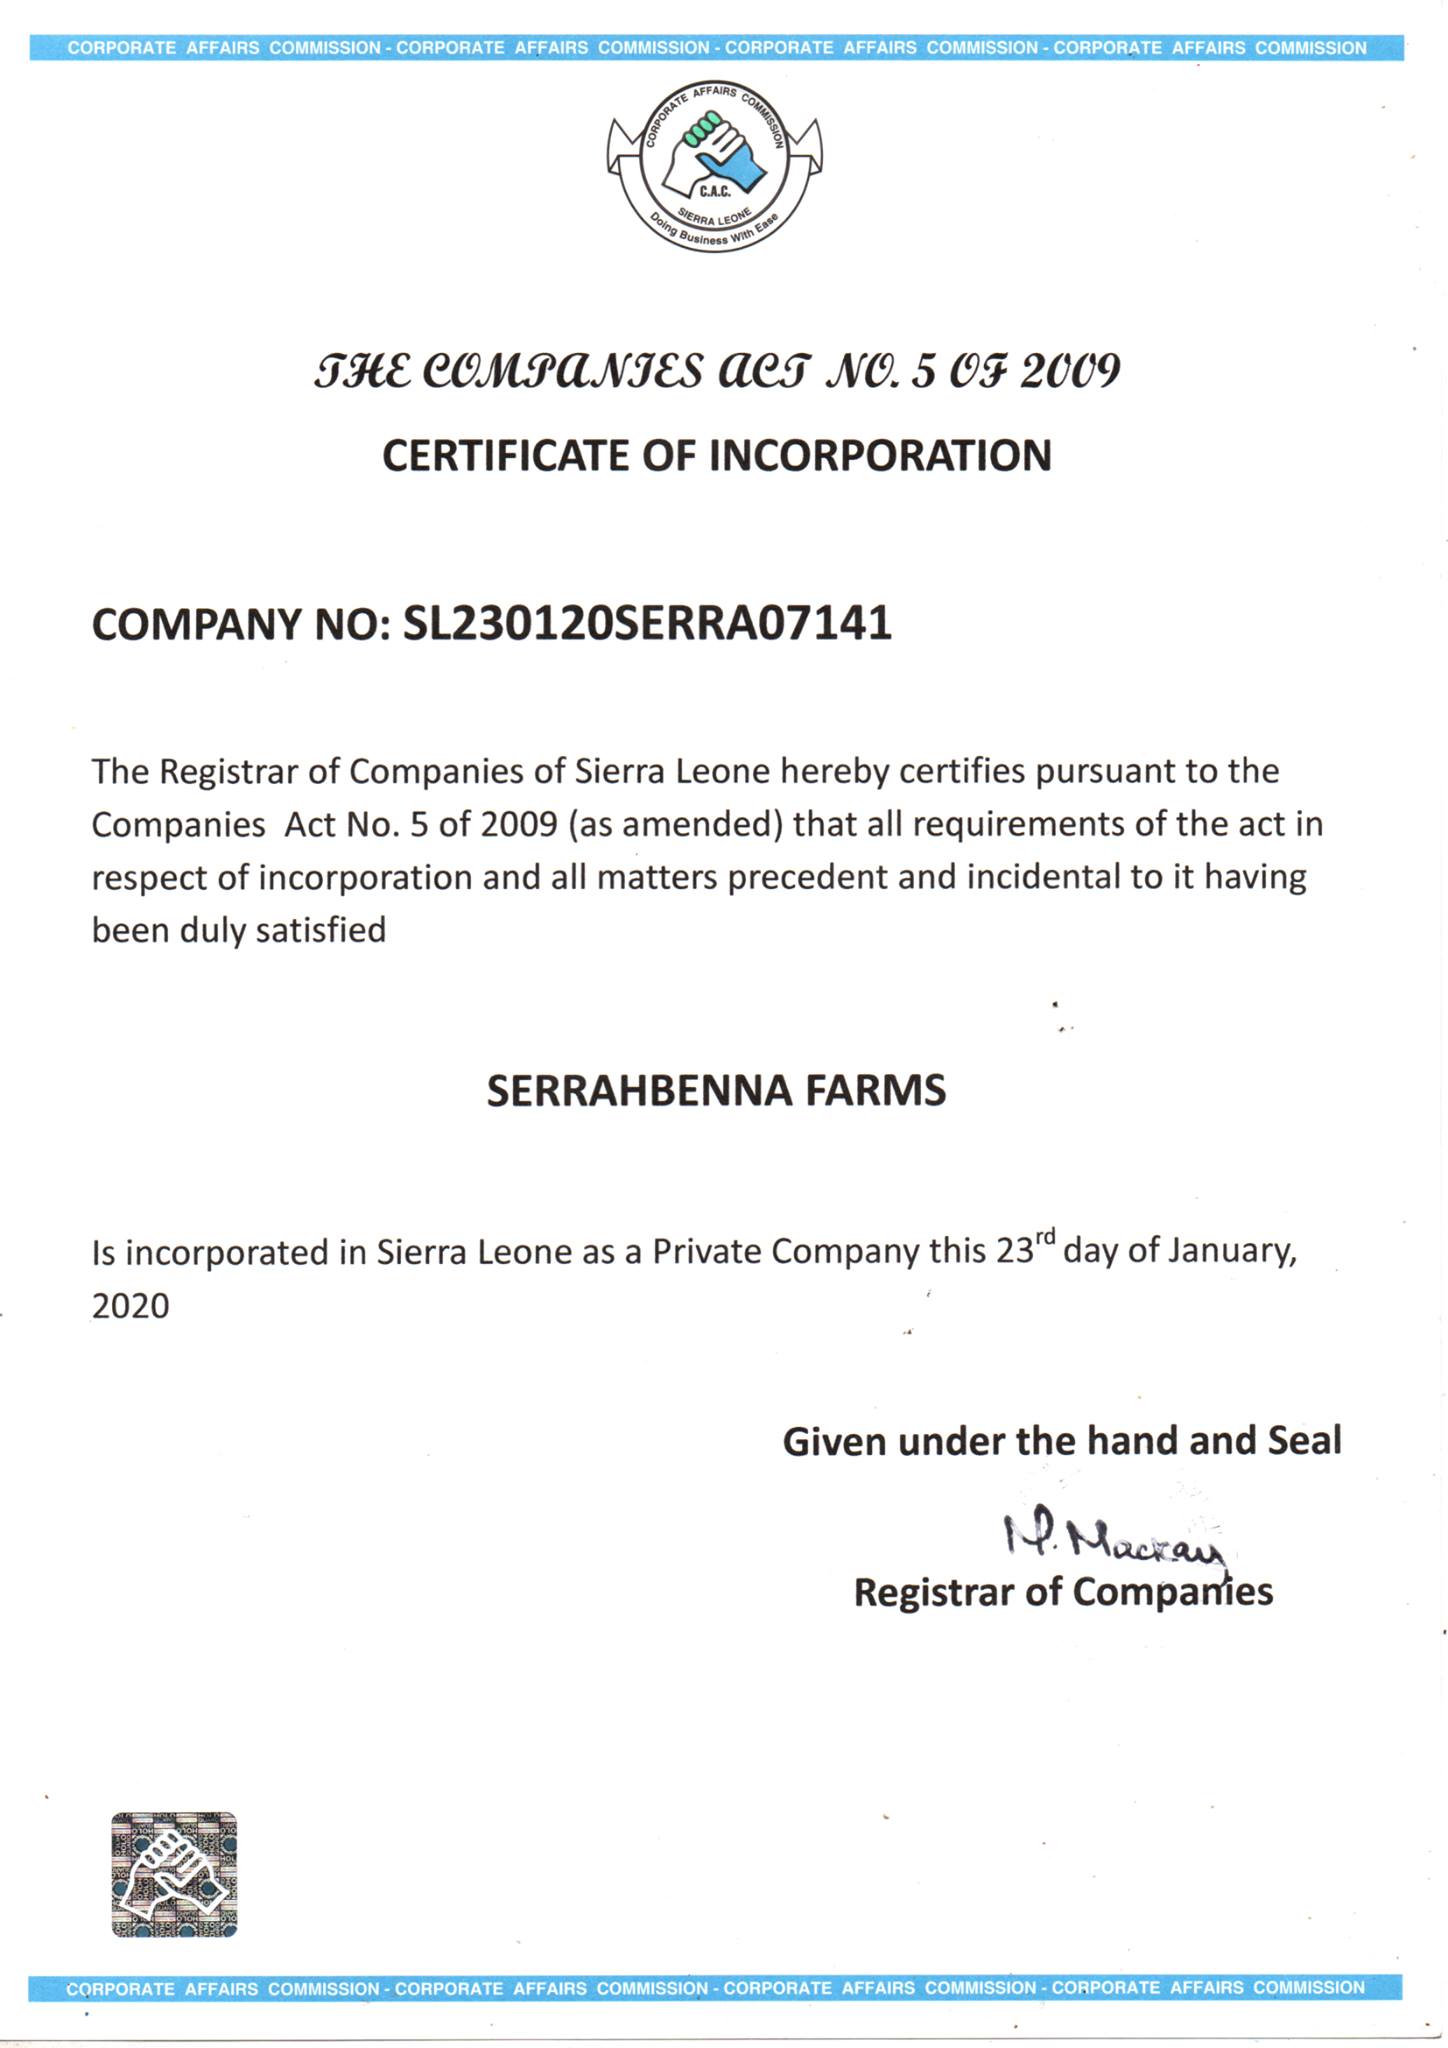 CORPORATE AFFAIRS COMMISSION - CORPORATE AFFAIRS COMMISSION - CORPORATE AFFAIRS COMMISSION - CORPORATE AFFAIRS COMMISSION
CORPORATE AFFAIRS COMMISSION
C.A.C.
SIERRA LEONE
Doing Business With Ease
THE COMPANIES ACT NO. 5 OF 2009
CERTIFICATE OF INCORPORATION
COMPANY NO: SL230120SERRA07141
The Registrar of Companies of Sierra Leone hereby certifies pursuant to the
Companies Act No. 5 of 2009 (as amended) that all requirements of the act in
respect of incorporation and all matters precedent and incidental to it having
been duly satisfied
SERRAHBENNA FARMS
Is incorporated in Sierra Leone as a Private Company this 23rd day of January,
2020
Given under the hand and Seal
M. Mackay
Registrar of Companies
CORPORATE AFFAIRS COMMISSION - CORPORATE AFFAIRS COMMISSION - CORPORATE AFFAIRS COMMISSION - CORPORATE AFFAIRS COMMISSION